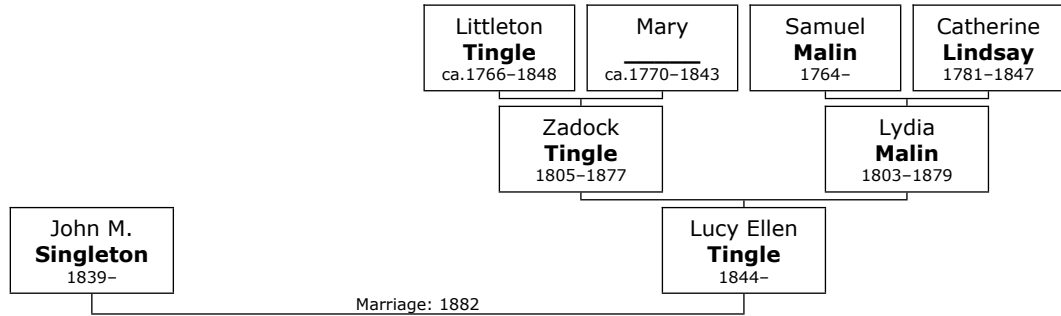 Littleton
Tingle
ca.1766–1848
Mary
________
ca.1770–1843
Samuel
Malin
1764–
Catherine
Lindsay
1781–1847
Zadock
Tingle
1805–1877
Lydia
Malin
1803–1879
John M.
Singleton
1839–
Lucy Ellen
Tingle
1844–
Marriage: 1882